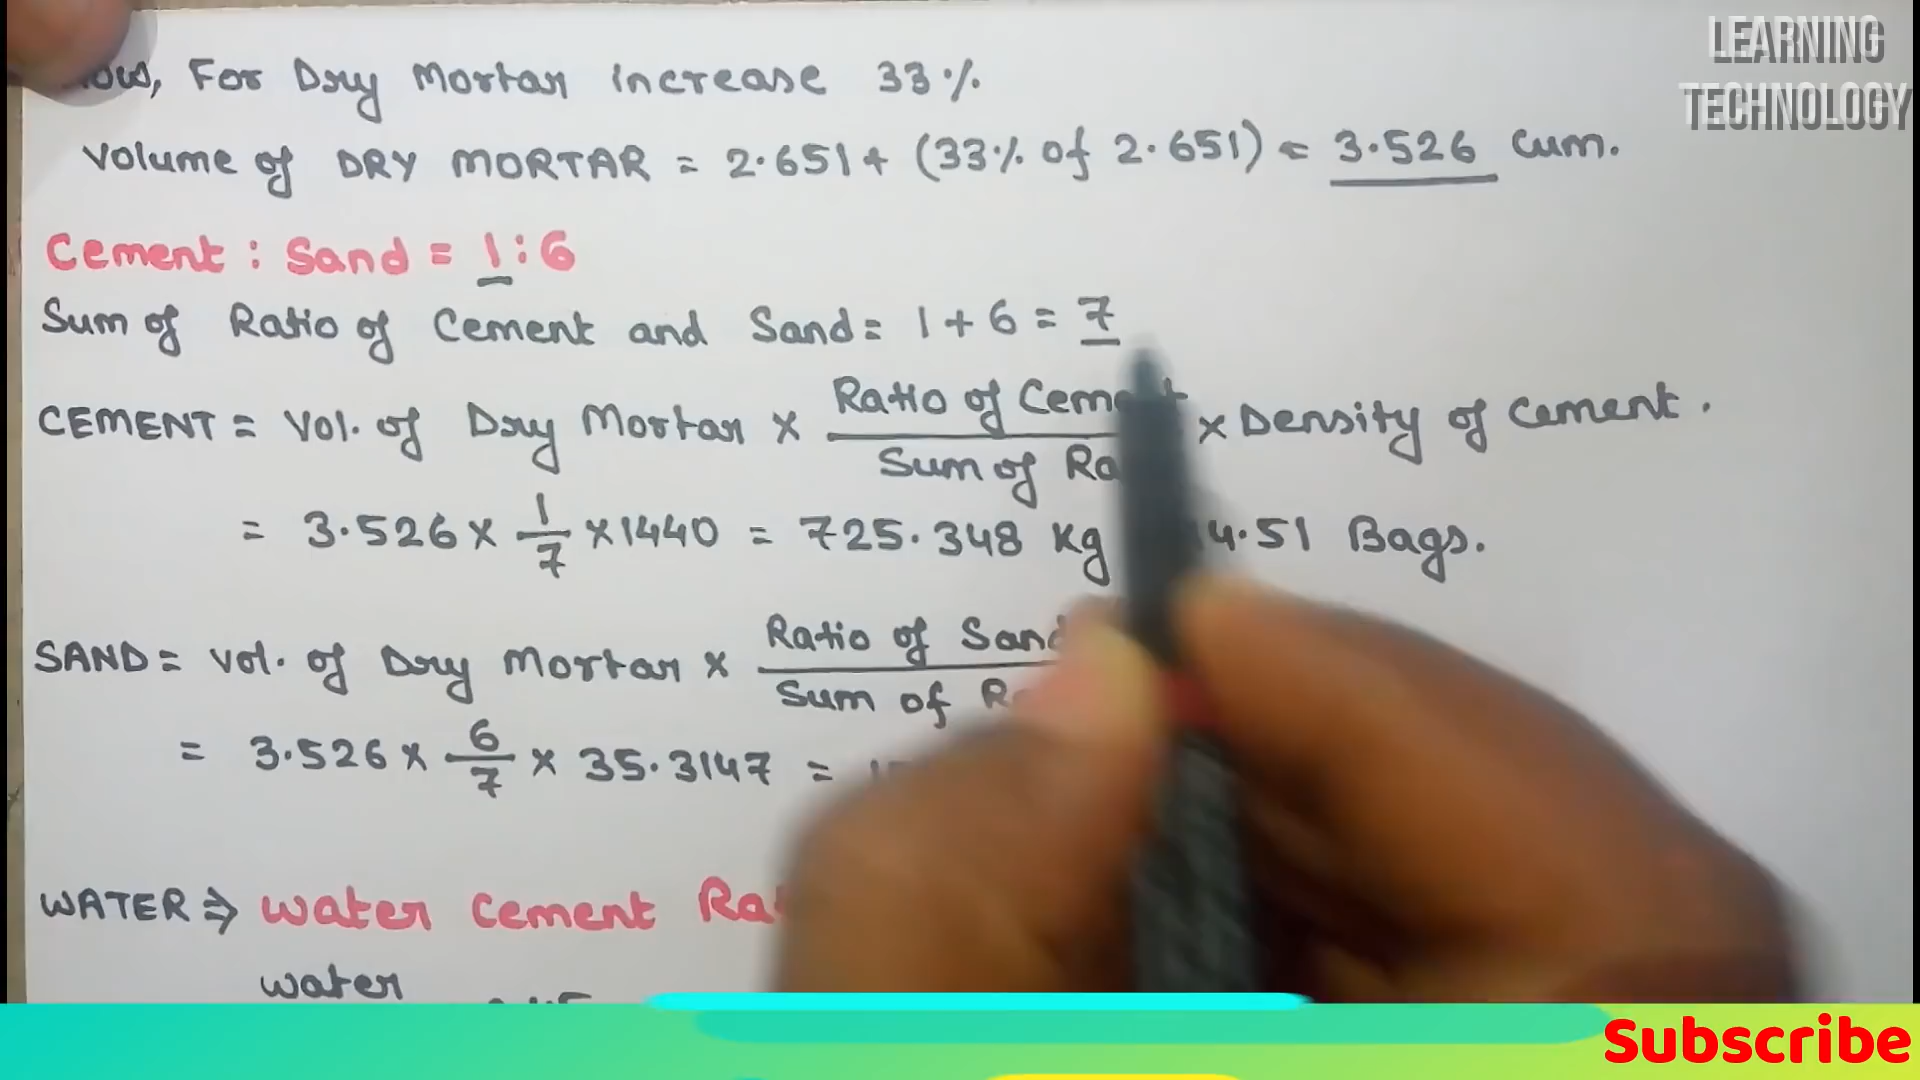 LEARNING
TECHNOLOGY
For Dry Mortar increase 33%
Volume of DRY MORTAR = 2.651 + (33% of 2.651) = 3.526 Cum.
Cement : Sand = 1:6
Sum of Ratio of Cement and Sand = 1 + 6 = 7
CEMENT = Vol. of Dry Mortar × Ratio of / Sum of × Density of Cement.
= 3.526 × 1/7 × 1440 = 725.348 Kg 4.51 Bags.
SAND = Vol. of Dry Mortar × Ratio of / Sum of
= 3.526 × 6/7 × 35.3147 =
WATER ⇒ Water Cement
water
Subscribe